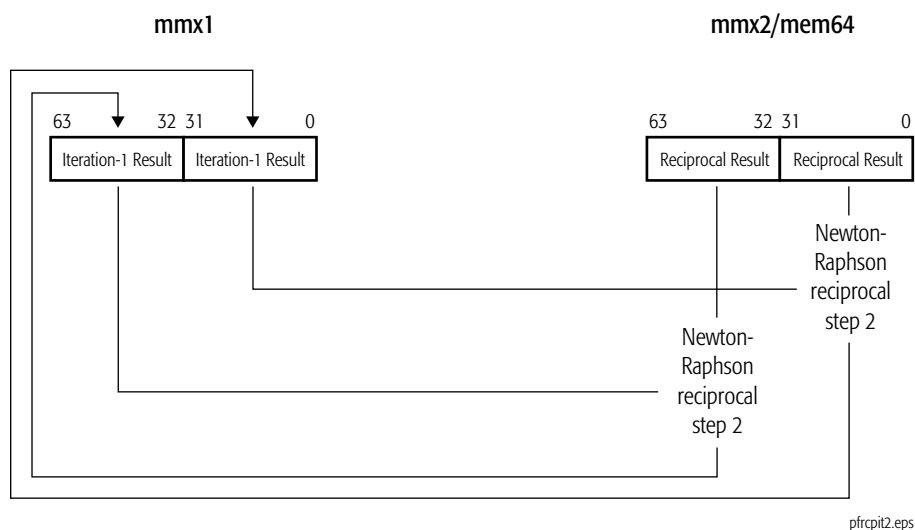 mmx1
mmx2/mem64
63 32 31 0
63 32 31 0
Iteration-1 Result Iteration-1 Result
Reciprocal Result Reciprocal Result
Newton-
Raphson
reciprocal
step 2
Newton-
Raphson
reciprocal
step 2
pfrcpit2.eps